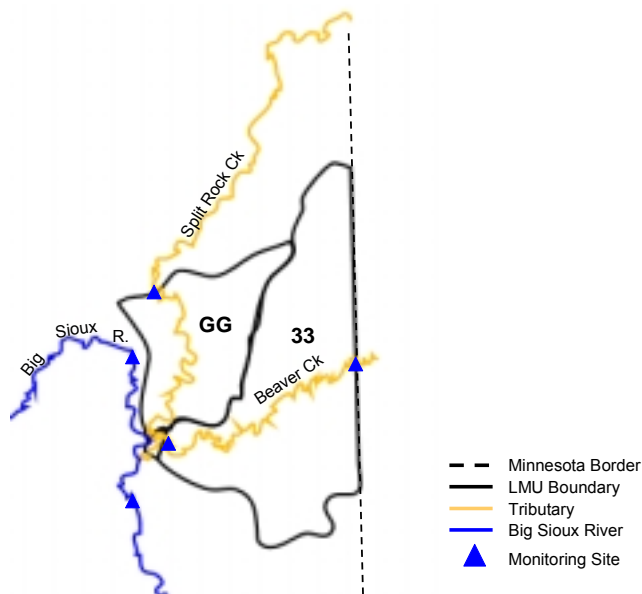 Split Rock Ck
GG
33
Big Sioux R.
Beaver Ck
Minnesota Border
LMU Boundary
Tributary
Big Sioux River
Monitoring Site